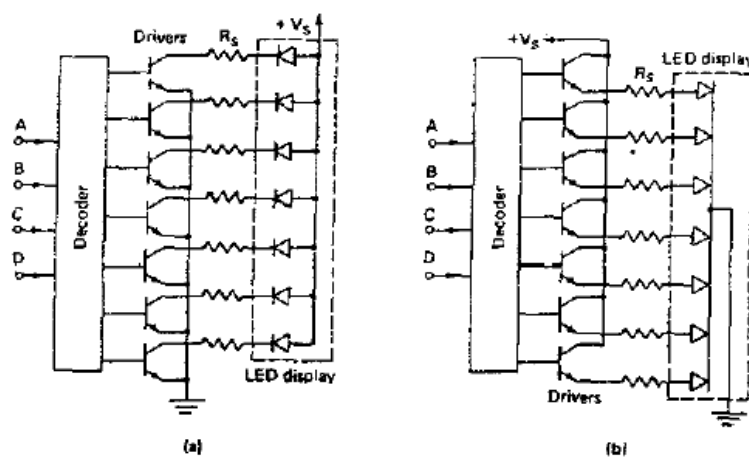 + Vs
Drivers
Rs
A
B
C
D
Decoder
LED display
(a)
+Vs
LED display
Rs
A
B
C
D
Decoder
Drivers
(b)